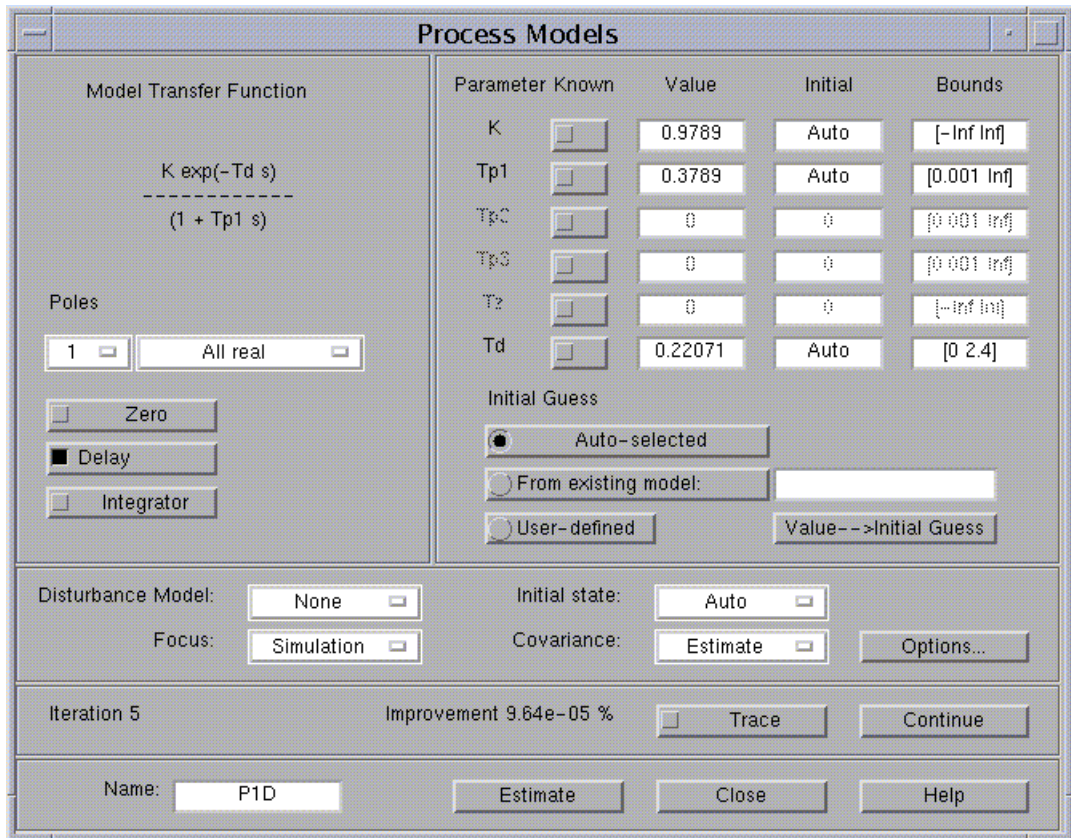 Process Models
Model Transfer Function
K exp(-Td s)
------------
(1 + Tp1 s)
Poles
1 All real
Zero
Delay
Integrator
Parameter Known Value Initial Bounds
K 0.9789 Auto [-Inf Inf]
Tp1 0.3789 Auto [0.001 Inf]
Tp2 0 0 [0.001 Inf]
Tp3 0 0 [0.001 Inf]
Tz 0 0 [-Inf Inf]
Td 0.22071 Auto [0 2.4]
Initial Guess
Auto-selected
From existing model:
User-defined Value-->Initial Guess
Disturbance Model: None Initial state: Auto
Focus: Simulation Covariance: Estimate Options...
Iteration 5 Improvement 9.64e-05 % Trace Continue
Name: P1D Estimate Close Help